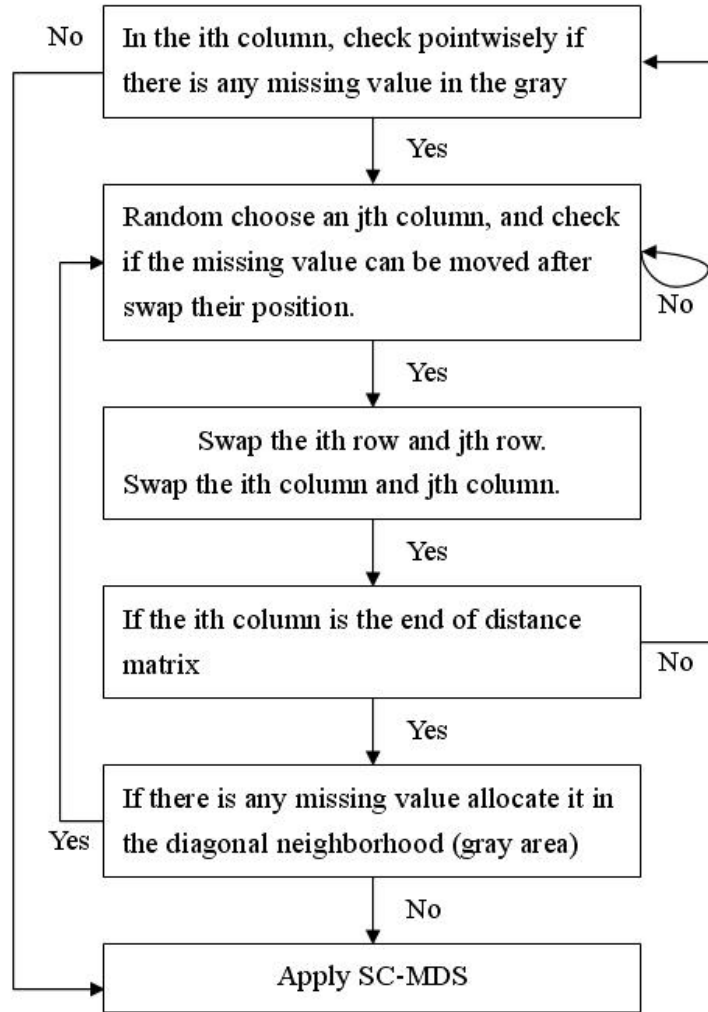 No
In the ith column, check pointwisely if
there is any missing value in the gray
Yes
Random choose an jth column, and check
if the missing value can be moved after
swap their position.
No
Yes
Swap the ith row and jth row.
Swap the ith column and jth column.
Yes
If the ith column is the end of distance
matrix
No
Yes
If there is any missing value allocate it in
the diagonal neighborhood (gray area)
Yes
No
Apply SC-MDS